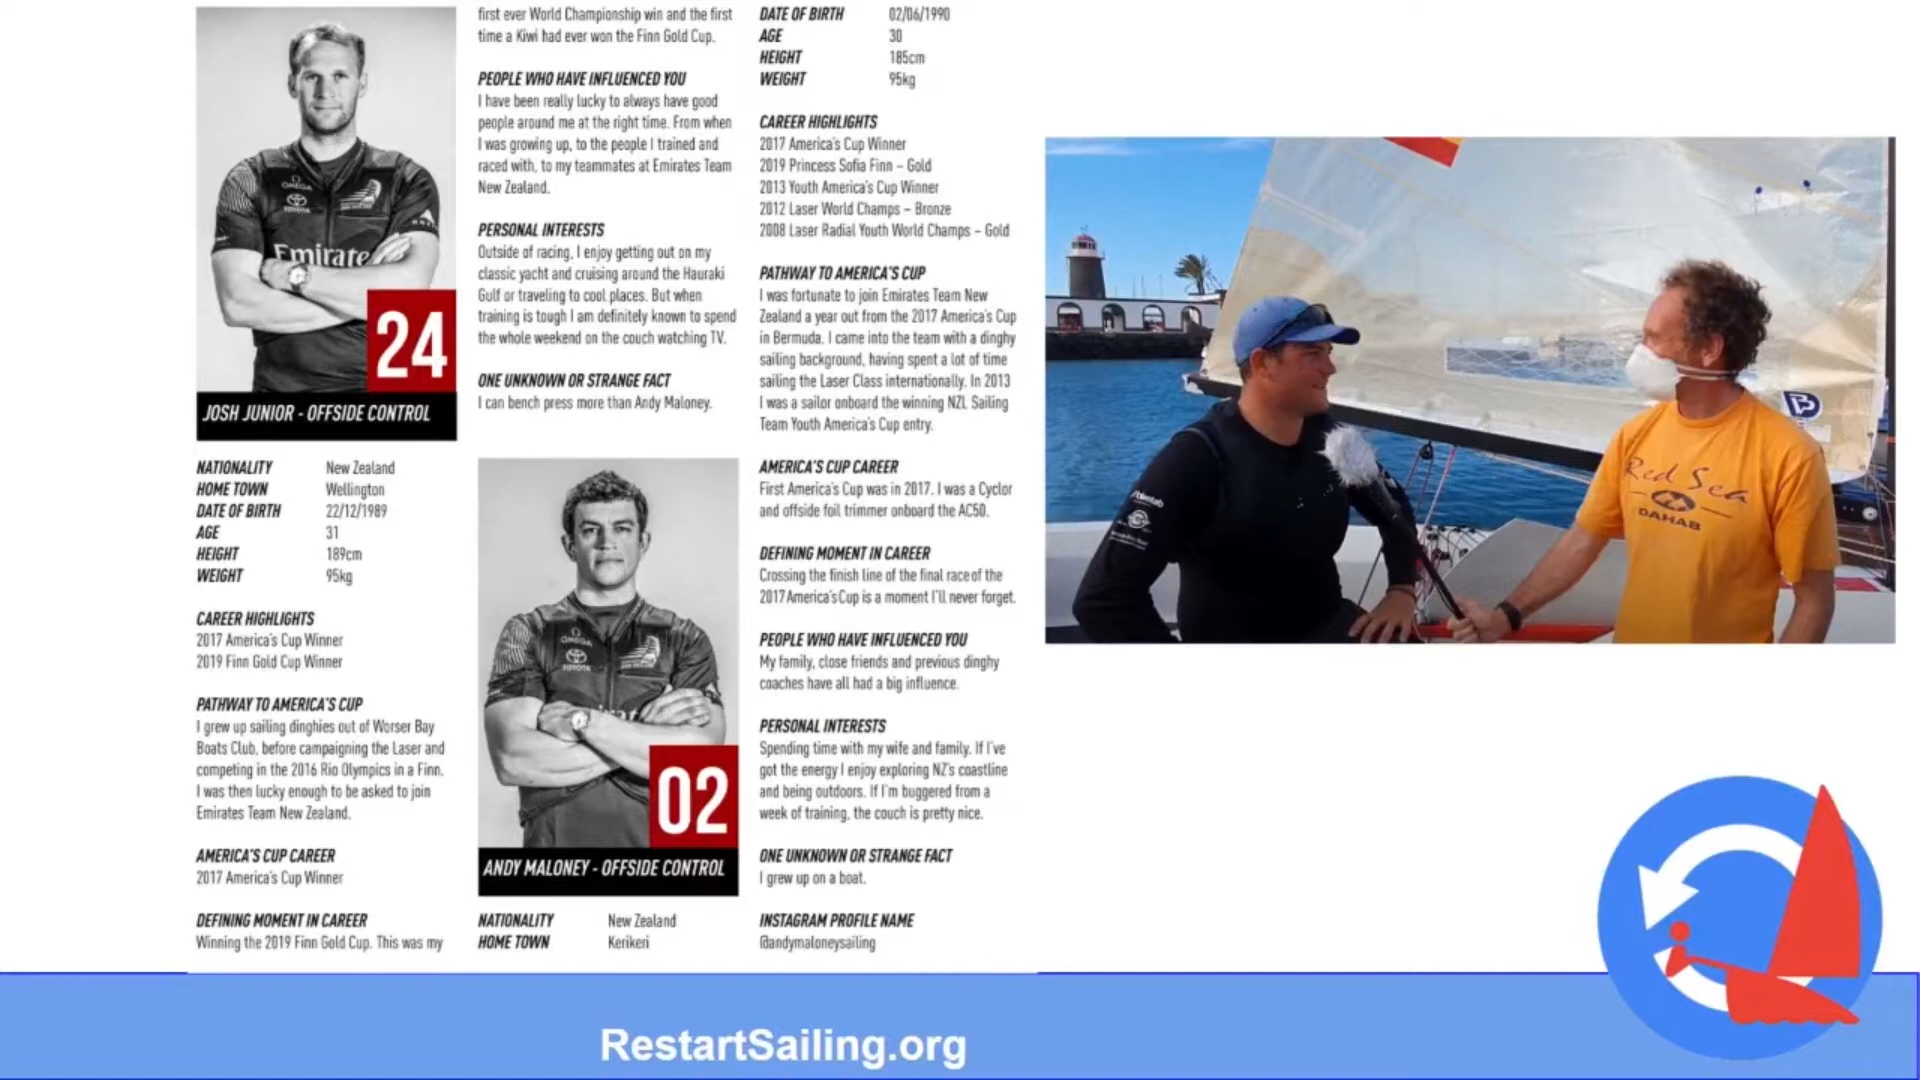 Emirate
24
JOSH JUNIOR - OFFSIDE CONTROL
NATIONALITY New Zealand
HOME TOWN Wellington
DATE OF BIRTH 22/12/1989
AGE 31
HEIGHT 189cm
WEIGHT 95kg
CAREER HIGHLIGHTS
2017 America's Cup Winner
2019 Finn Gold Cup Winner
PATHWAY TO AMERICA'S CUP
I grew up sailing dinghies out of Worser Bay
Boats Club, before campaigning the Laser and
competing in the 2016 Rio Olympics in a Finn.
I was then lucky enough to be asked to join
Emirates Team New Zealand.
AMERICA'S CUP CAREER
2017 America's Cup Winner
DEFINING MOMENT IN CAREER
Winning the 2019 Finn Gold Cup. This was my
first ever World Championship win and the first
time a Kiwi had ever won the Finn Gold Cup.
PEOPLE WHO HAVE INFLUENCED YOU
I have been really lucky to always have good
people around me at the right time. From when
I was growing up, to the people I trained and
raced with, to my teammates at Emirates Team
New Zealand.
PERSONAL INTERESTS
Outside of racing, I enjoy getting out on my
classic yacht and cruising around the Hauraki
Gulf or traveling to cool places. But when
training is tough I am definitely known to spend
the whole weekend on the couch watching TV.
ONE UNKNOWN OR STRANGE FACT
I can bench press more than Andy Maloney.
OMEGA
TOYOTA
02
ANDY MALONEY - OFFSIDE CONTROL
NATIONALITY New Zealand
HOME TOWN Kerikeri
DATE OF BIRTH 02/06/1990
AGE 30
HEIGHT 185cm
WEIGHT 95kg
CAREER HIGHLIGHTS
2017 America's Cup Winner
2019 Princess Sofia Finn – Gold
2013 Youth America's Cup Winner
2012 Laser World Champs – Bronze
2008 Laser Radial Youth World Champs – Gold
PATHWAY TO AMERICA'S CUP
I was fortunate to join Emirates Team New
Zealand a year out from the 2017 America's Cup
in Bermuda. I came into the team with a dinghy
sailing background, having spent a lot of time
sailing the Laser Class internationally. In 2013
I was a sailor onboard the winning NZL Sailing
Team Youth America's Cup entry.
AMERICA'S CUP CAREER
First America's Cup was in 2017. I was a Cyclor
and offside foil trimmer onboard the AC50.
DEFINING MOMENT IN CAREER
Crossing the finish line of the final race of the
2017 America's Cup is a moment I'll never forget.
PEOPLE WHO HAVE INFLUENCED YOU
My family, close friends and previous dinghy
coaches have all had a big influence.
PERSONAL INTERESTS
Spending time with my wife and family. If I've
got the energy I enjoy exploring NZ's coastline
and being outdoors. If I'm buggered from a
week of training, the couch is pretty nice.
ONE UNKNOWN OR STRANGE FACT
I grew up on a boat.
INSTAGRAM PROFILE NAME
@andymaloneysailing
Red Sea
DAHAB
RestartSailing.org